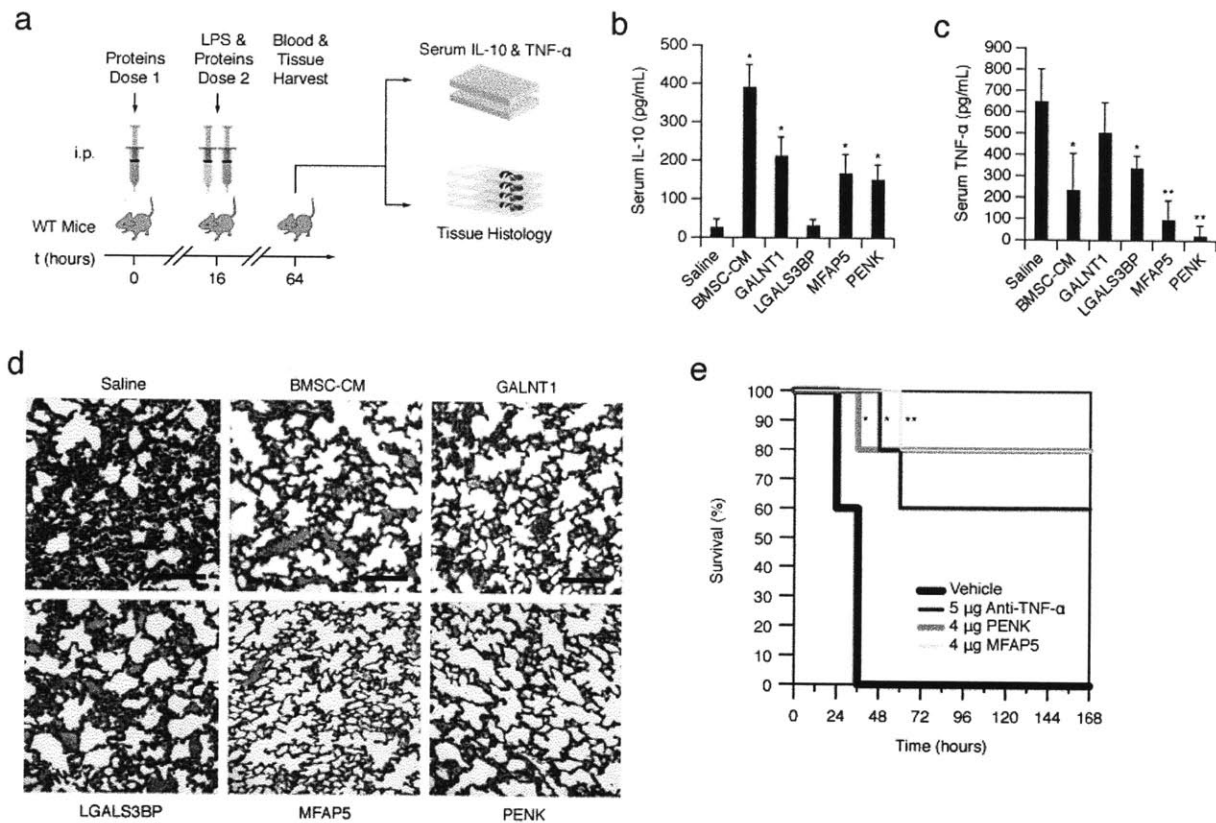 a
Proteins
Dose 1
LPS &
Proteins
Dose 2
Blood &
Tissue
Harvest
Serum IL-10 & TNF-α
i.p.
WT Mice
Tissue Histology
t (hours)
0
16
64
b
Serum IL-10 (pg/mL)
500
400
300
200
100
0
*
*
*
*
Saline
BMSC-CM
GALNT1
LGALS3BP
MFAP5
PENK
c
Serum TNF-α (pg/mL)
900
800
700
600
500
400
300
200
100
0
*
*
**
**
Saline
BMSC-CM
GALNT1
LGALS3BP
MFAP5
PENK
d
Saline
BMSC-CM
GALNT1
LGALS3BP
MFAP5
PENK
e
Survival (%)
100
90
80
70
60
50
40
30
20
10
0
* * **
Vehicle
5 µg Anti-TNF-α
4 µg PENK
4 µg MFAP5
0 24 48 72 96 120 144 168
Time (hours)